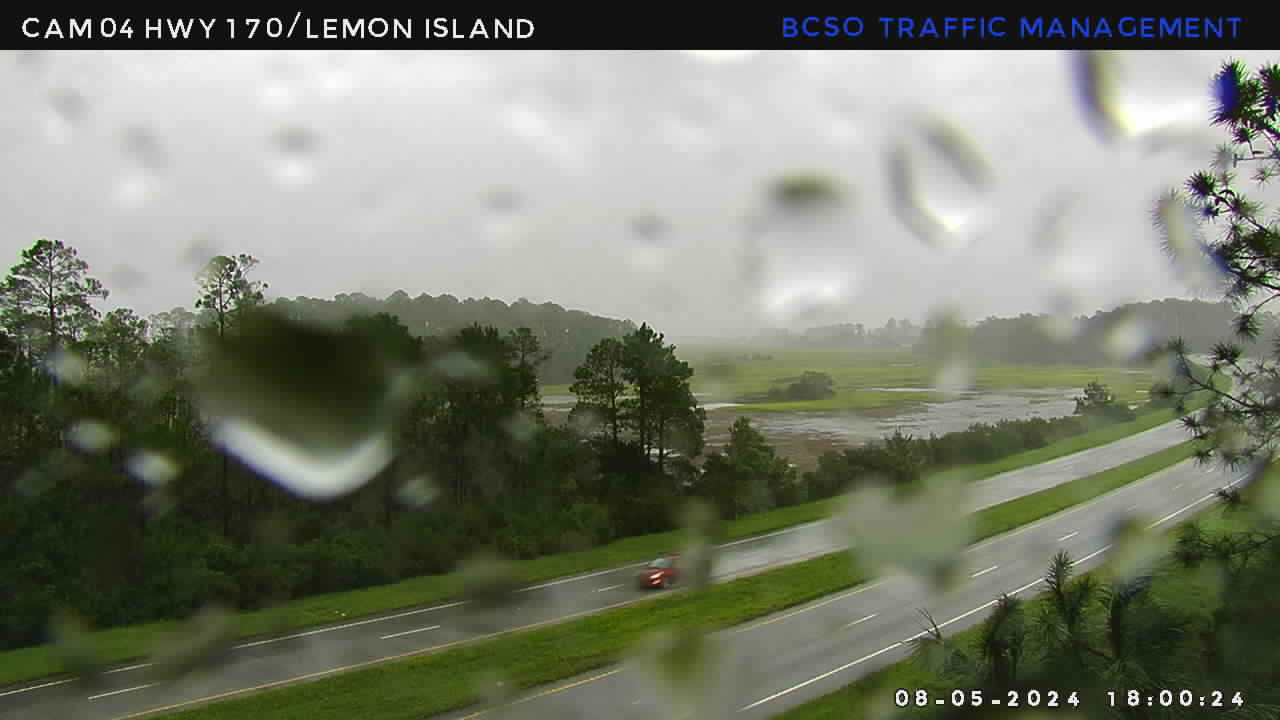 CAM 04 HWY 170/LEMON ISLAND
BCSO TRAFFIC MANAGEMENT
08-05-2024 18:00:24